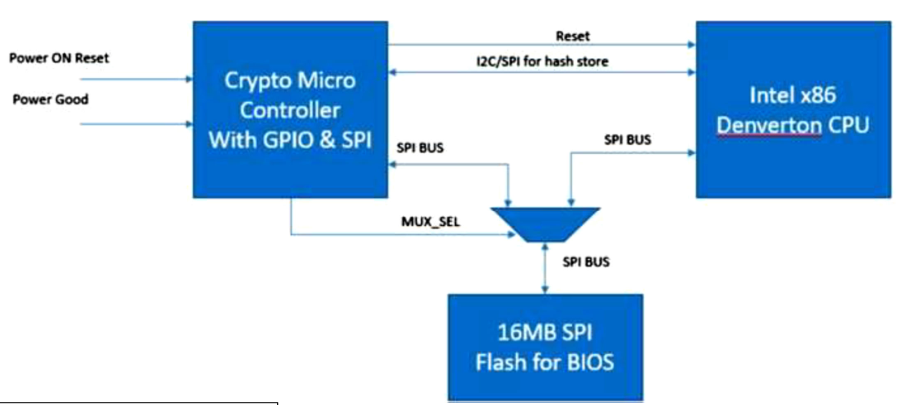 Power ON Reset
Power Good
Crypto Micro
Controller
With GPIO & SPI
Reset
I2C/SPI for hash store
Intel x86
Denverton CPU
SPI BUS
SPI BUS
MUX_SEL
SPI BUS
16MB SPI
Flash for BIOS